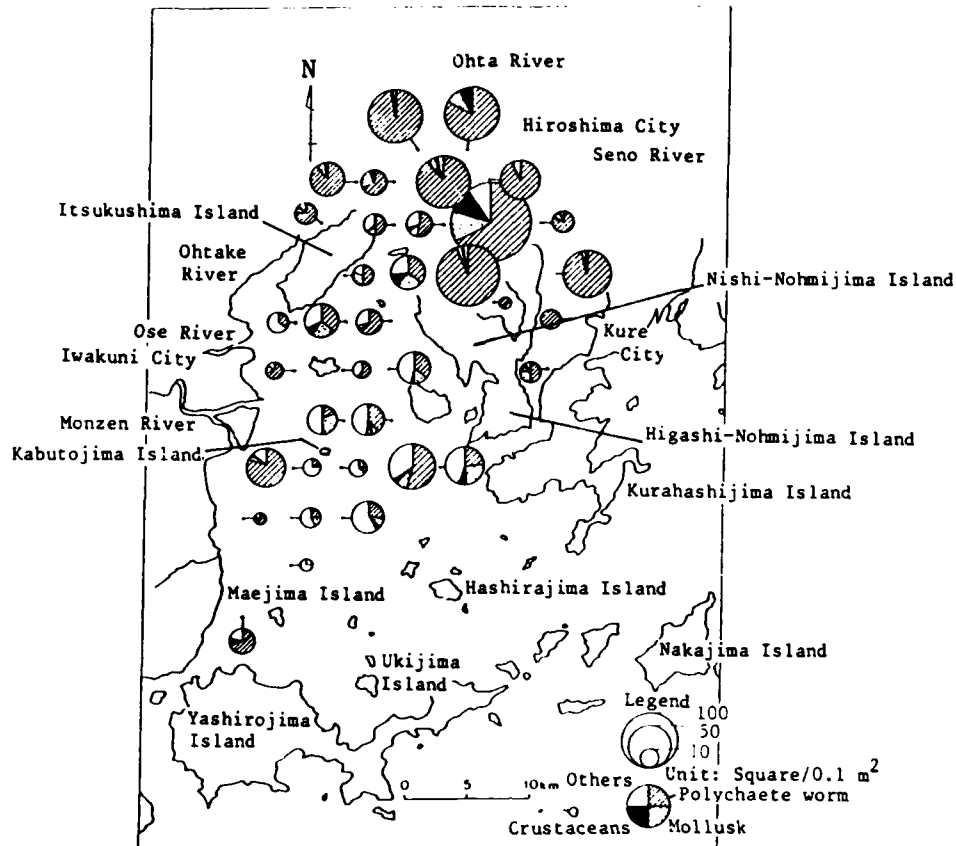 Ohta River
N
Hiroshima City
Seno River
Itsukushima Island
Ohtake
River
Nishi-Nohmijima Island
Ose River
Kure
City
Iwakuni City
Monzen River
Higashi-Nohmijima Island
Kabutojima Island
Kurahashijima Island
Maejima Island
Hashirajima Island
Nakajima Island
Ukijima
Island
Yashirojima
Island
Legend
100
50
10
0 5 10km
Unit: Square/0.1 m²
Others
Polychaete worm
Crustaceans
Mollusk